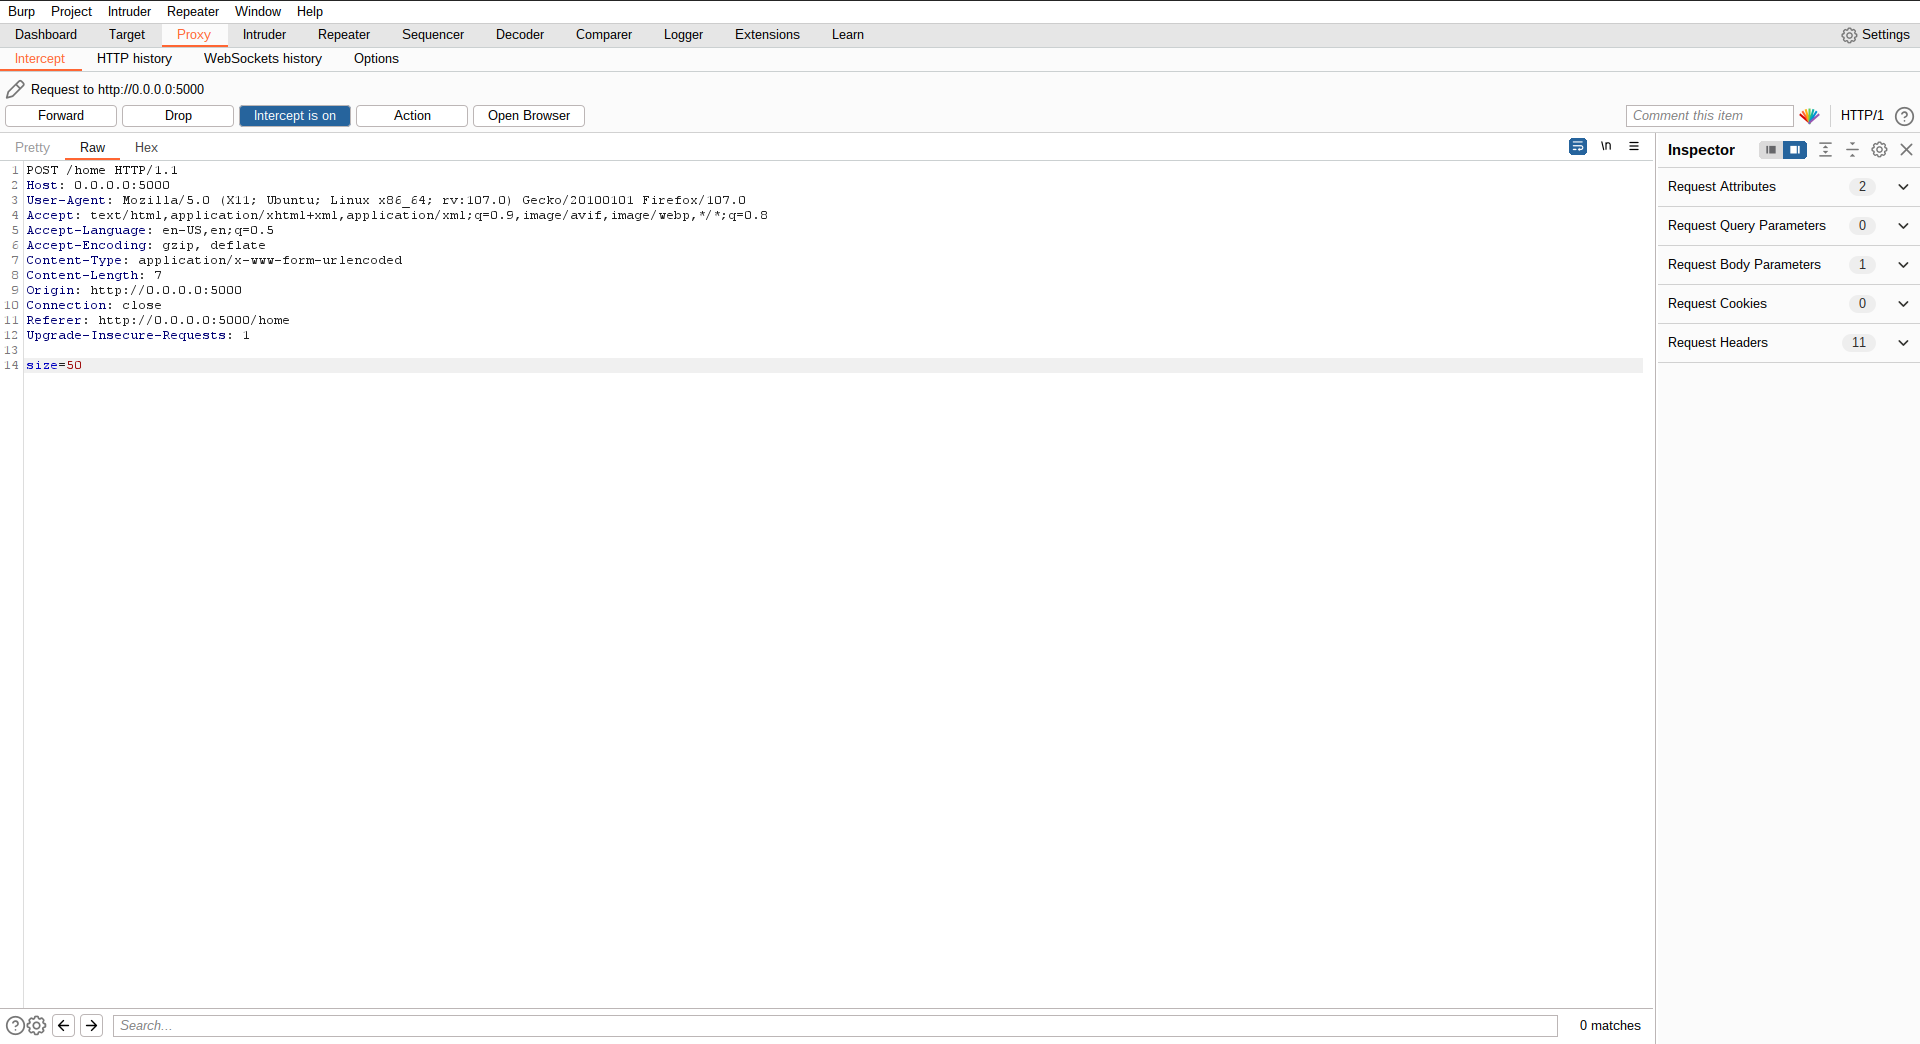 Burp Project Intruder Repeater Window Help
Dashboard Target Proxy Intruder Repeater Sequencer Decoder Comparer Logger Extensions Learn Settings
Intercept HTTP history WebSockets history Options
Request to http://0.0.0.0:5000
Forward Drop Intercept is on Action Open Browser Comment this item HTTP/1 ?
Pretty Raw Hex \n
Inspector
1 POST /home HTTP/1.1
2 Host: 0.0.0.0:5000
3 User-Agent: Mozilla/5.0 (X11; Ubuntu; Linux x86_64; rv:107.0) Gecko/20100101 Firefox/107.0
4 Accept: text/html,application/xhtml+xml,application/xml;q=0.9,image/avif,image/webp,*/*;q=0.8
5 Accept-Language: en-US,en;q=0.5
6 Accept-Encoding: gzip, deflate
7 Content-Type: application/x-www-form-urlencoded
8 Content-Length: 7
9 Origin: http://0.0.0.0:5000
10 Connection: close
11 Referer: http://0.0.0.0:5000/home
12 Upgrade-Insecure-Requests: 1
13
14 size=50
Request Attributes 2
Request Query Parameters 0
Request Body Parameters 1
Request Cookies 0
Request Headers 11
? Search... 0 matches